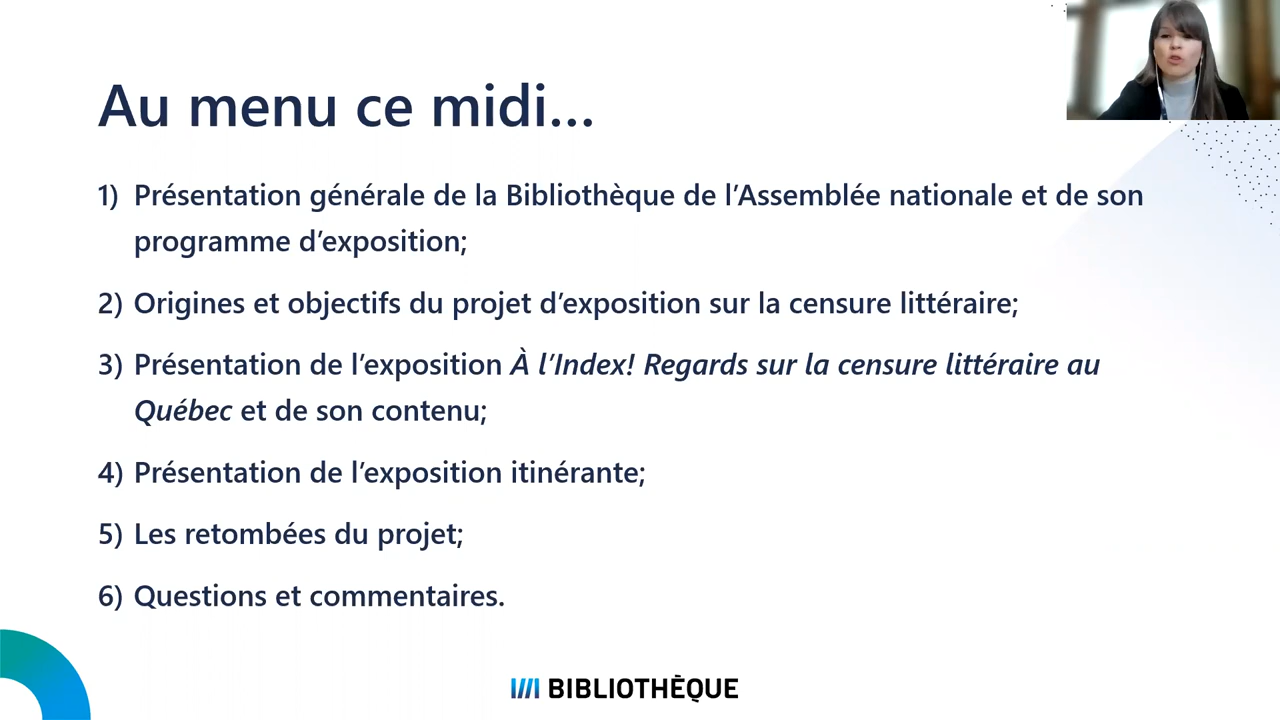 Au menu ce midi...
1) Présentation générale de la Bibliothèque de l’Assemblée nationale et de son
programme d’exposition;
2) Origines et objectifs du projet d’exposition sur la censure littéraire;
3) Présentation de l’exposition À l’Index! Regards sur la censure littéraire au
Québec et de son contenu;
4) Présentation de l’exposition itinérante;
5) Les retombées du projet;
6) Questions et commentaires.
BIBLIOTHÈQUE